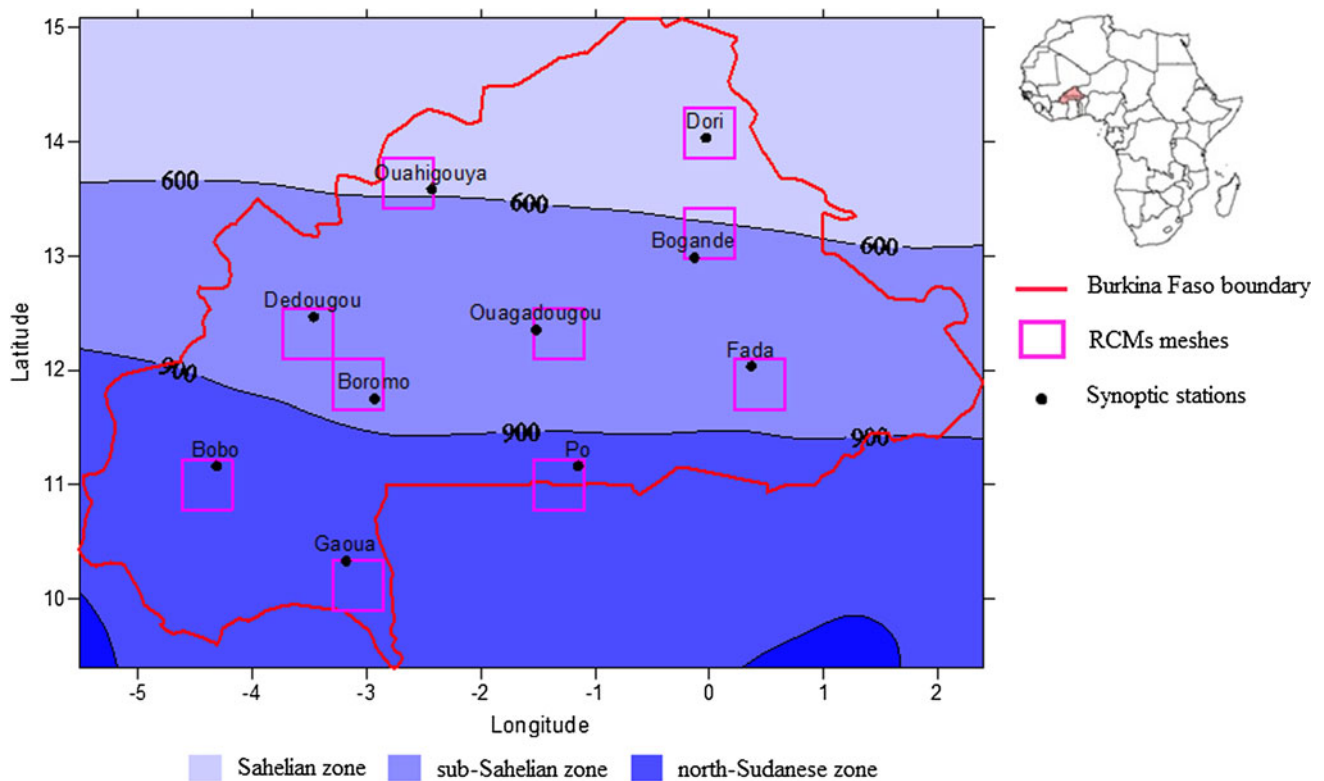 15
14
13
12
11
10
Latitude
Dori
Ouahigouya
600
600
600
Bogande
Dedougou
Ouagadougou
Fada
Boromo
900
900
900
Bobo
Po
Gaoua
-5 -4 -3 -2 -1 0 1 2
Longitude
Burkina Faso boundary
RCMs meshes
Synoptic stations
Sahelian zone sub-Sahelian zone north-Sudanese zone